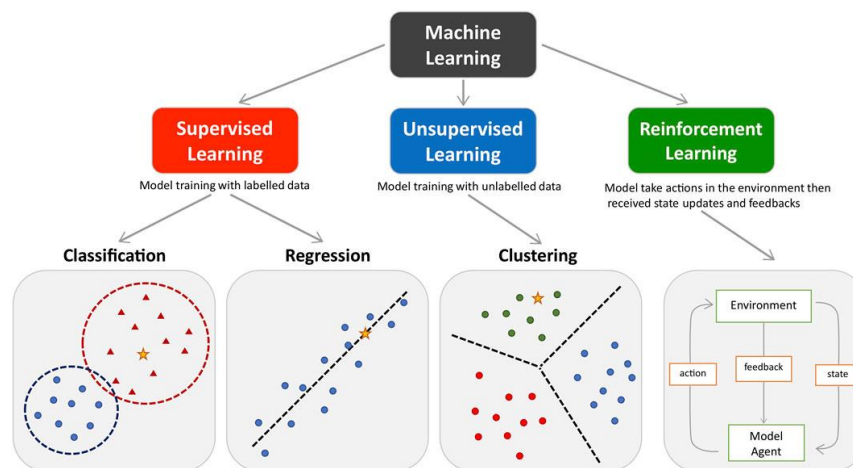 Machine
Learning
Supervised
Learning
Unsupervised
Learning
Reinforcement
Learning
Model training with labelled data
Model training with unlabelled data
Model take actions in the environment then
received state updates and feedbacks
Classification
Regression
Clustering
Environment
action
feedback
state
Model
Agent